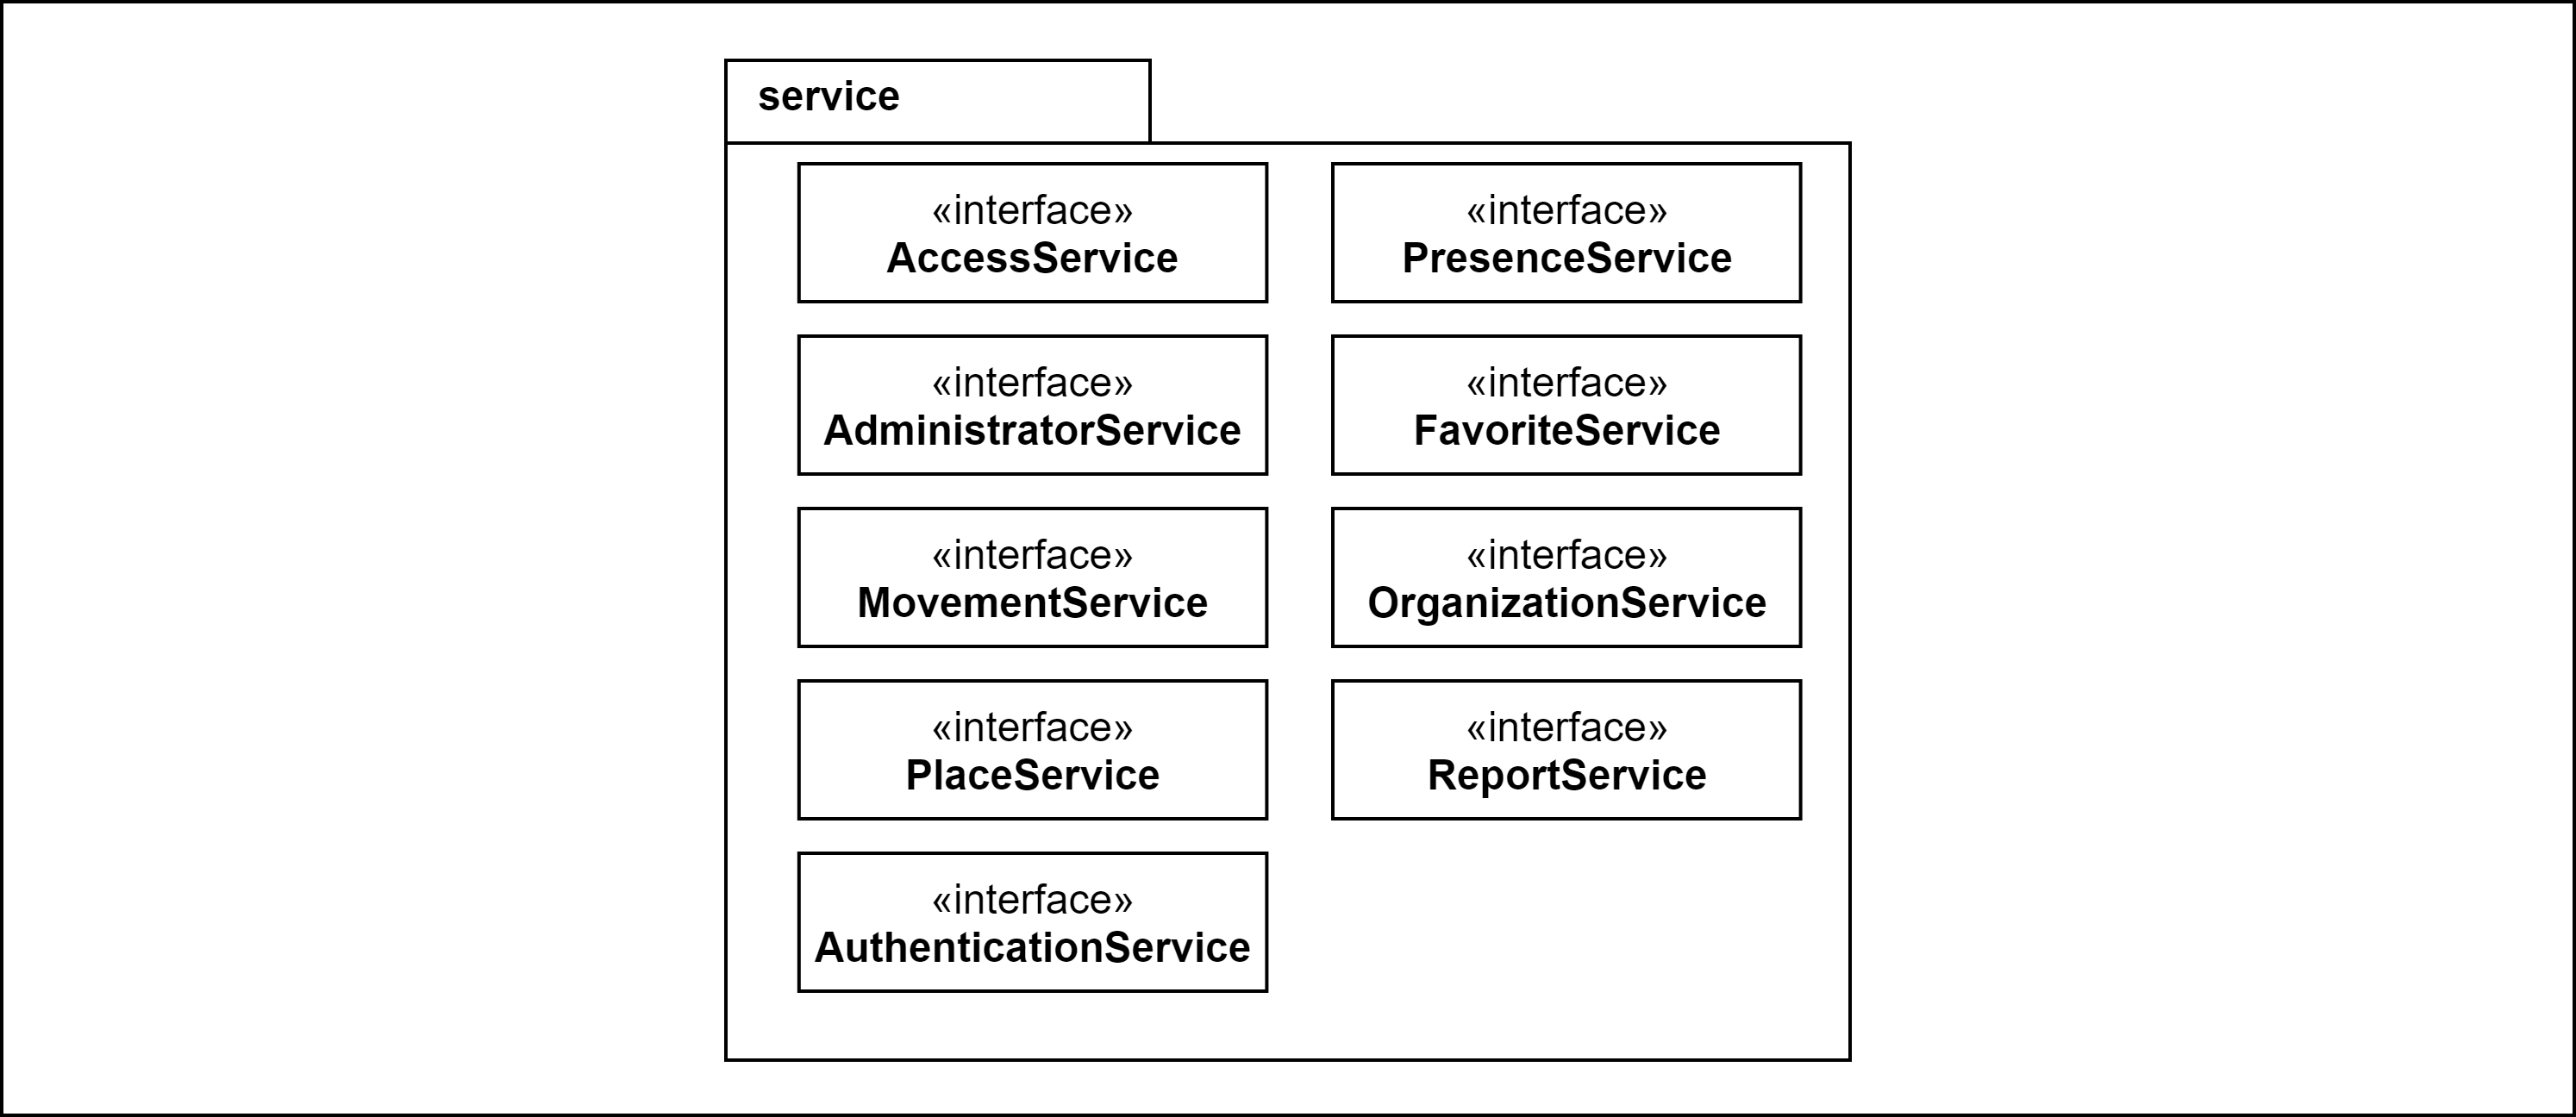 service
«interface»
AccessService
«interface»
PresenceService
«interface»
AdministratorService
«interface»
FavoriteService
«interface»
MovementService
«interface»
OrganizationService
«interface»
PlaceService
«interface»
ReportService
«interface»
AuthenticationService